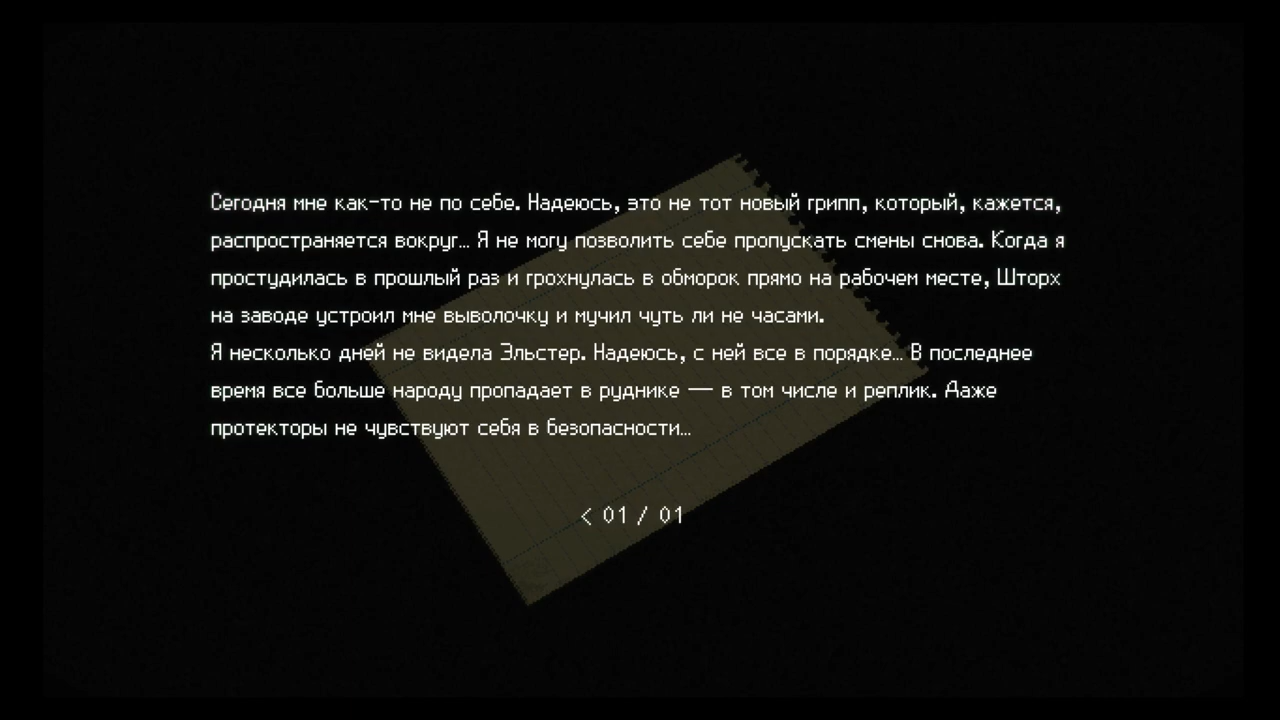 Сегодня мне как-то не по себе. Надеюсь, это не тот новый грипп, который, кажется,
распространяется вокруг... Я не могу позволить себе пропускать смены снова. Когда я
простудилась в прошлый раз и грохнулась в обморок прямо на рабочем месте, Шторх
на заводе устроил мне выволочку и мучил чуть ли не часами.
Я несколько дней не видела Эльстер. Надеюсь, с ней все в порядке... В последнее
время все больше народу пропадает в руднике — в том числе и реплик. Даже
протекторы не чувствуют себя в безопасности...
< 01 / 01